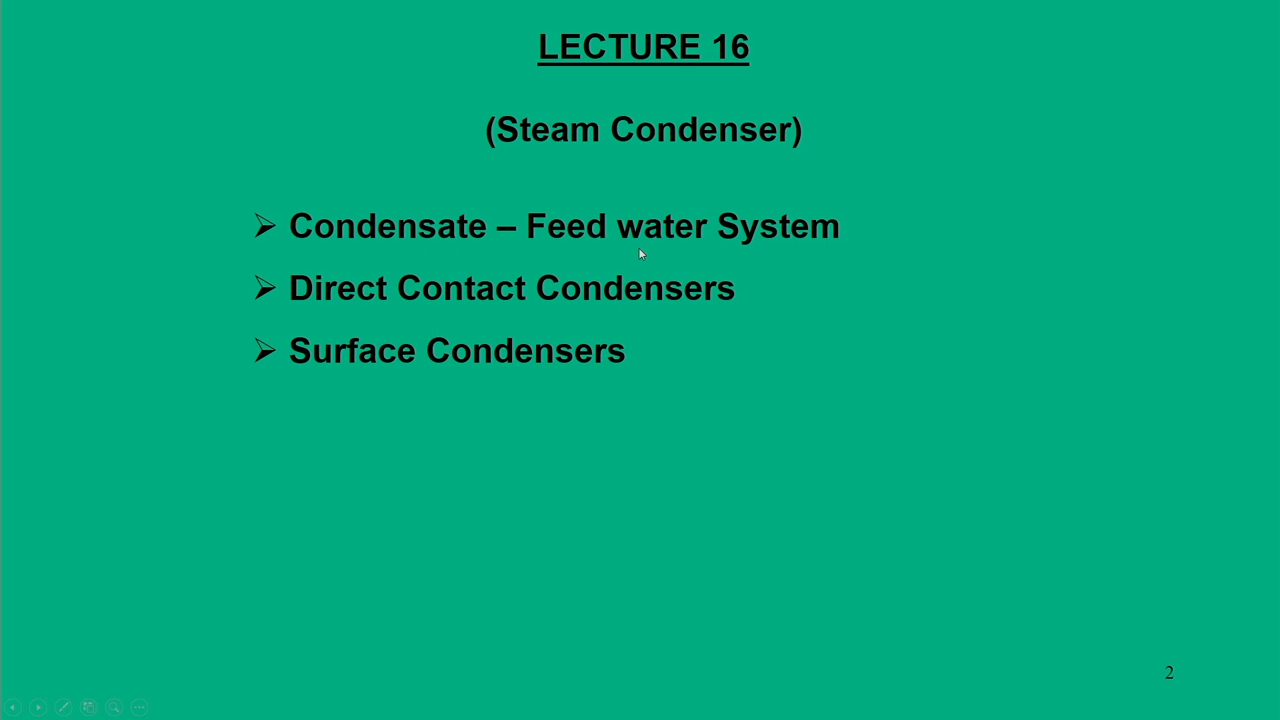 LECTURE 16
(Steam Condenser)
➢ Condensate – Feed water System
➢ Direct Contact Condensers
➢ Surface Condensers
2